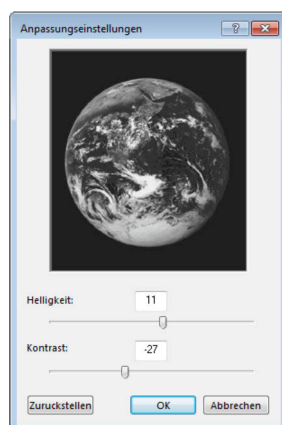 Anpassungseinstellungen
Helligkeit: 11
Kontrast: -27
Zuruckstellen OK Abbrechen